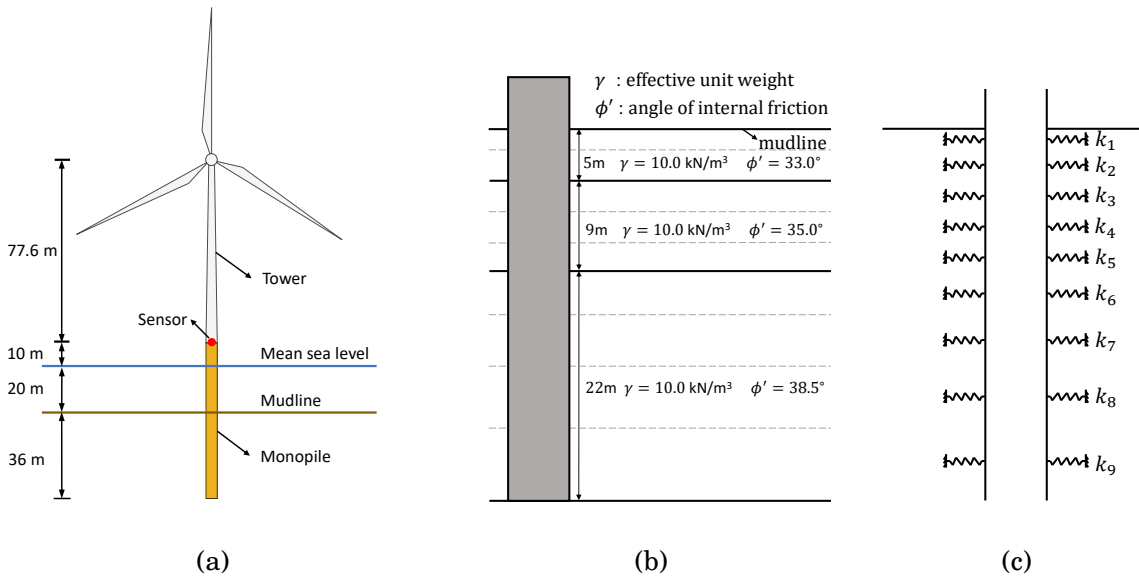 77.6 m
Tower
Sensor
10 m
Mean sea level
20 m
Mudline
36 m
Monopile
(a)
γ : effective unit weight
ϕ′ : angle of internal friction
mudline
5m γ = 10.0 kN/m³ ϕ′ = 33.0°
9m γ = 10.0 kN/m³ ϕ′ = 35.0°
22m γ = 10.0 kN/m³ ϕ′ = 38.5°
(b)
k₁
k₂
k₃
k₄
k₅
k₆
k₇
k₈
k₉
(c)